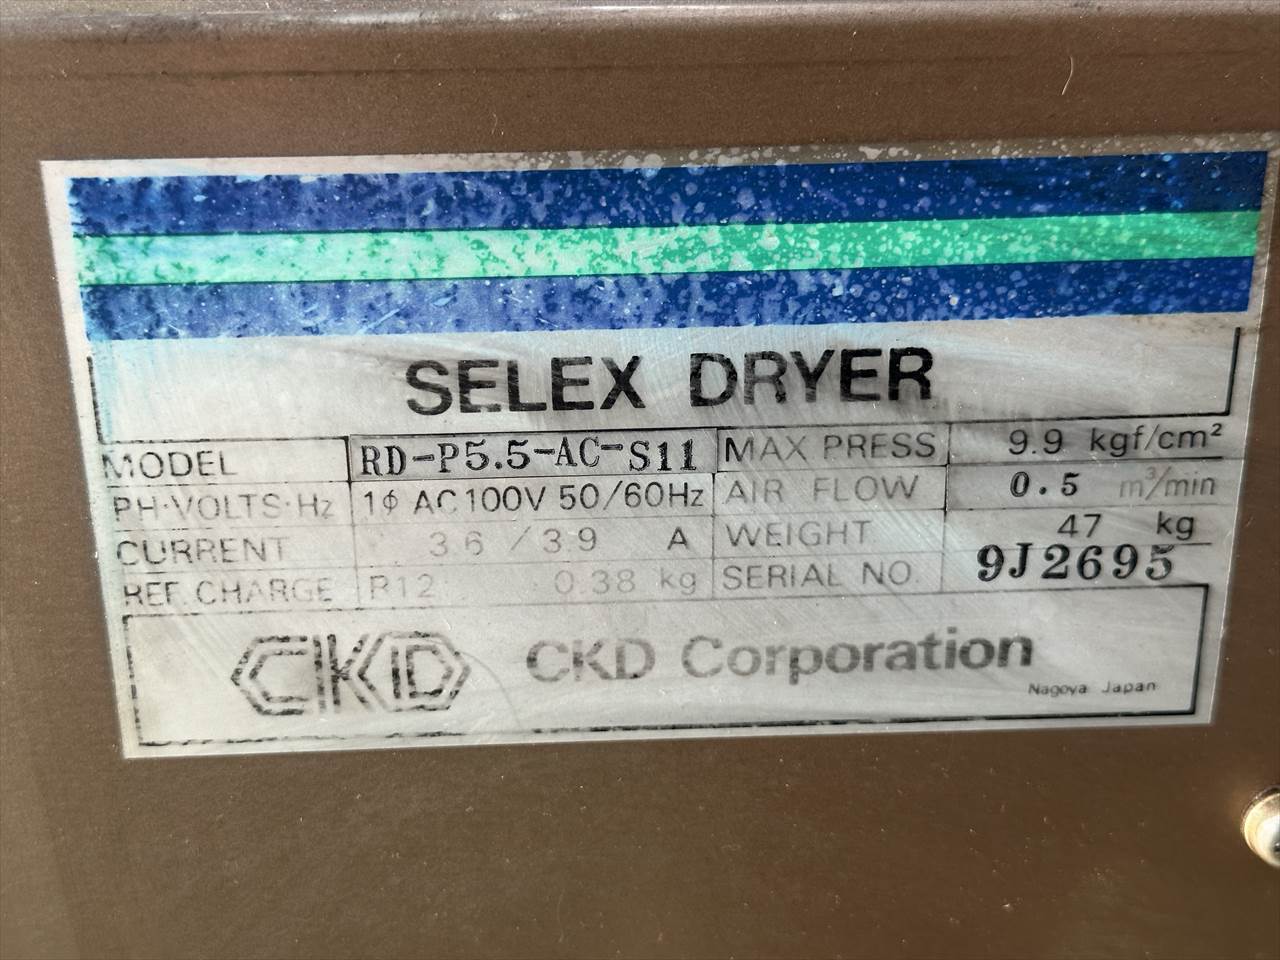 SELEX DRYER
MODEL RD-P5.5-AC-S11 MAX PRESS 9.9 kgf/cm²
PH·VOLTS·Hz 1ϕ AC100V 50/60Hz AIR FLOW 0.5 m³/min
CURRENT 3.6/3.9 A WEIGHT 47 kg
REF. CHARGE R12 0.38 kg SERIAL NO. 9J2695
CKD CKD Corporation
Nagoya Japan